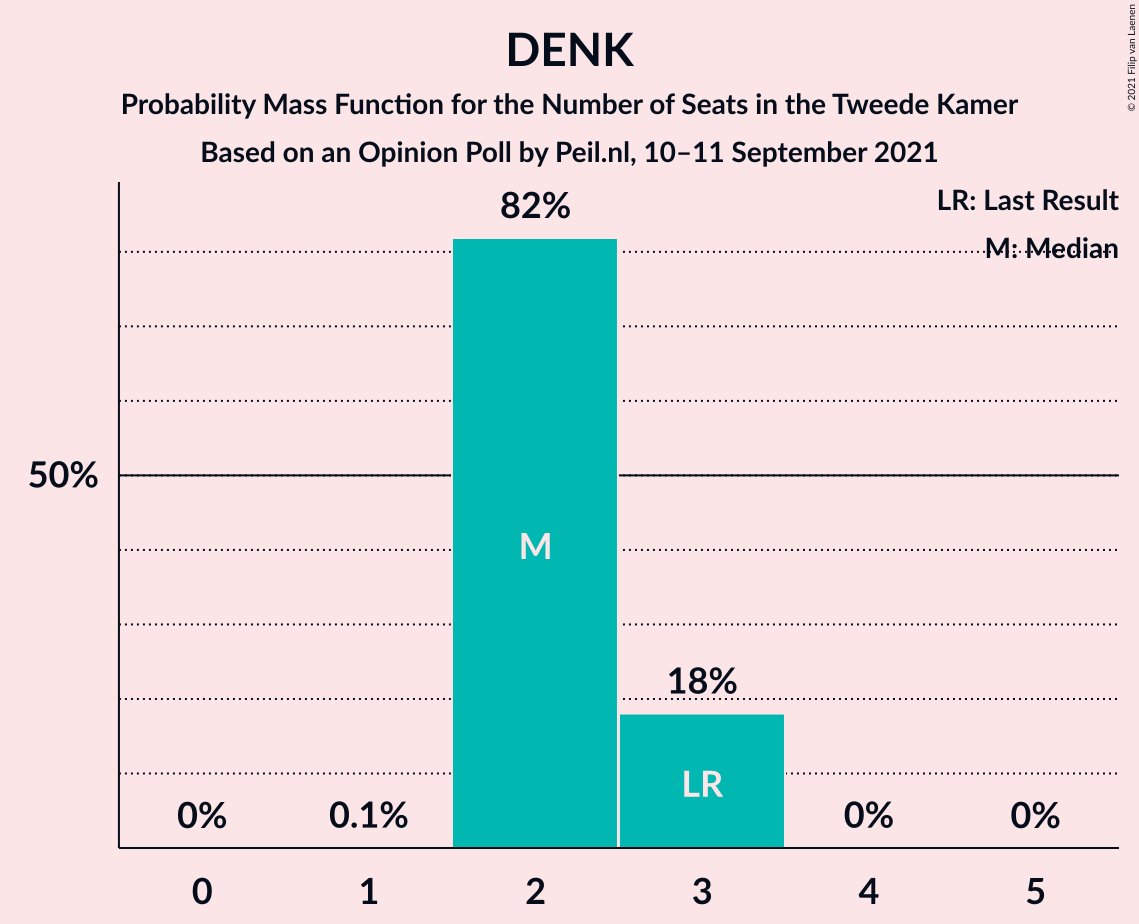 DENK
Probability Mass Function for the Number of Seats in the Tweede Kamer
Based on an Opinion Poll by Peil.nl, 10–11 September 2021
© 2021 Filip van Laenen
LR: Last Result
M: Median
82%
50%
M
18%
LR
0%
0.1%
0%
0%
0
1
2
3
4
5